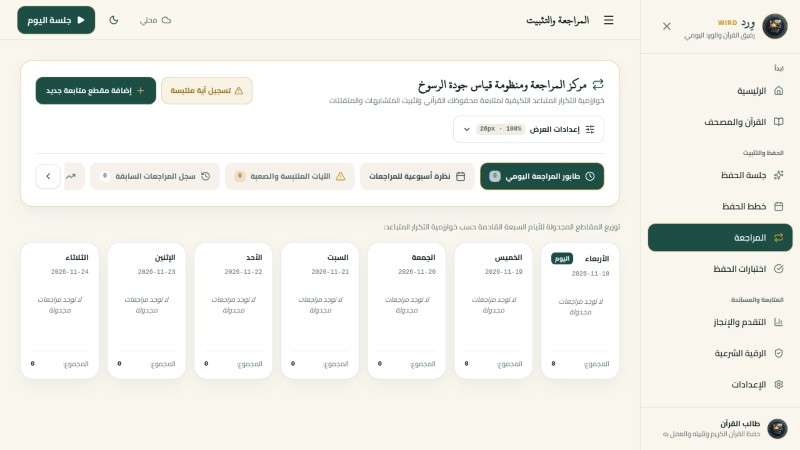 وِرد WIRD
رفيق القرآن والورد اليومي
ابدأ
الرئيسية
القرآن والمصحف
الحفظ والتثبيت
جلسة الحفظ
خطط الحفظ
المراجعة
اختبارات الحفظ
المتابعة والمساندة
التقدم والإنجاز
الرقية الشرعية
الإعدادات
طالب القرآن
حفظ القرآن الكريم وتثبيته والعمل به
المراجعة والتثبيت
محلي
جلسة اليوم
مركز المراجعة ومنظومة قياس جودة الرسوخ
خوارزمية التكرار المتباعد التكيفية لمتابعة محفوظك القرآني وتثبيت المتشابهات والمتفلتات
تسجيل آية ملتبسة
إضافة مقطع متابعة جديد
إعدادات العرض 26px · 100%
طابور المراجعة اليومي 0
نظرة أسبوعية للمراجعات
الآيات الملتبسة والصعبة 0
سجل المراجعات السابقة 0
توزيع المقاطع المجدولة للأيام السبعة القادمة حسب خوارزمية التكرار المتباعد:
الأربعاء اليوم
2026-11-18
لا توجد مراجعات
مجدولة
المجموع: 0
الخميس
2026-11-19
لا توجد مراجعات
مجدولة
المجموع: 0
الجمعة
2026-11-20
لا توجد مراجعات
مجدولة
المجموع: 0
السبت
2026-11-21
لا توجد مراجعات
مجدولة
المجموع: 0
الأحد
2026-11-22
لا توجد مراجعات
مجدولة
المجموع: 0
الإثنين
2026-11-23
لا توجد مراجعات
مجدولة
المجموع: 0
الثلاثاء
2026-11-24
لا توجد مراجعات
مجدولة
المجموع: 0